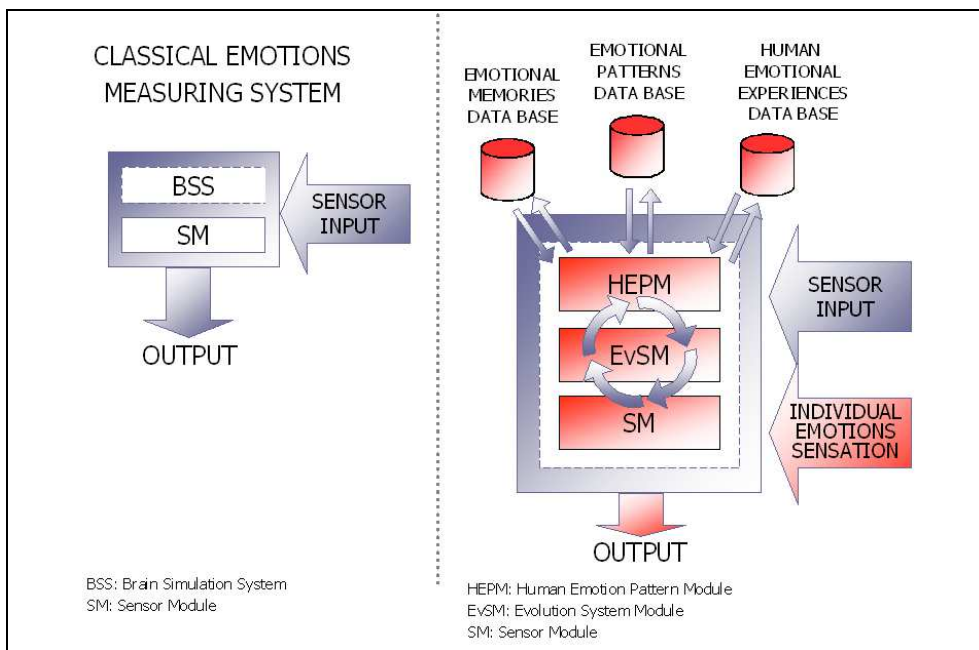 CLASSICAL EMOTIONS
MEASURING SYSTEM
BSS
SM
SENSOR
INPUT
OUTPUT
BSS: Brain Simulation System
SM: Sensor Module
EMOTIONAL
MEMORIES
DATA BASE
EMOTIONAL
PATTERNS
DATA BASE
HUMAN
EMOTIONAL
EXPERIENCES
DATA BASE
HEPM
EvSM
SM
SENSOR
INPUT
INDIVIDUAL
EMOTIONS
SENSATION
OUTPUT
HEPM: Human Emotion Pattern Module
EvSM: Evolution System Module
SM: Sensor Module